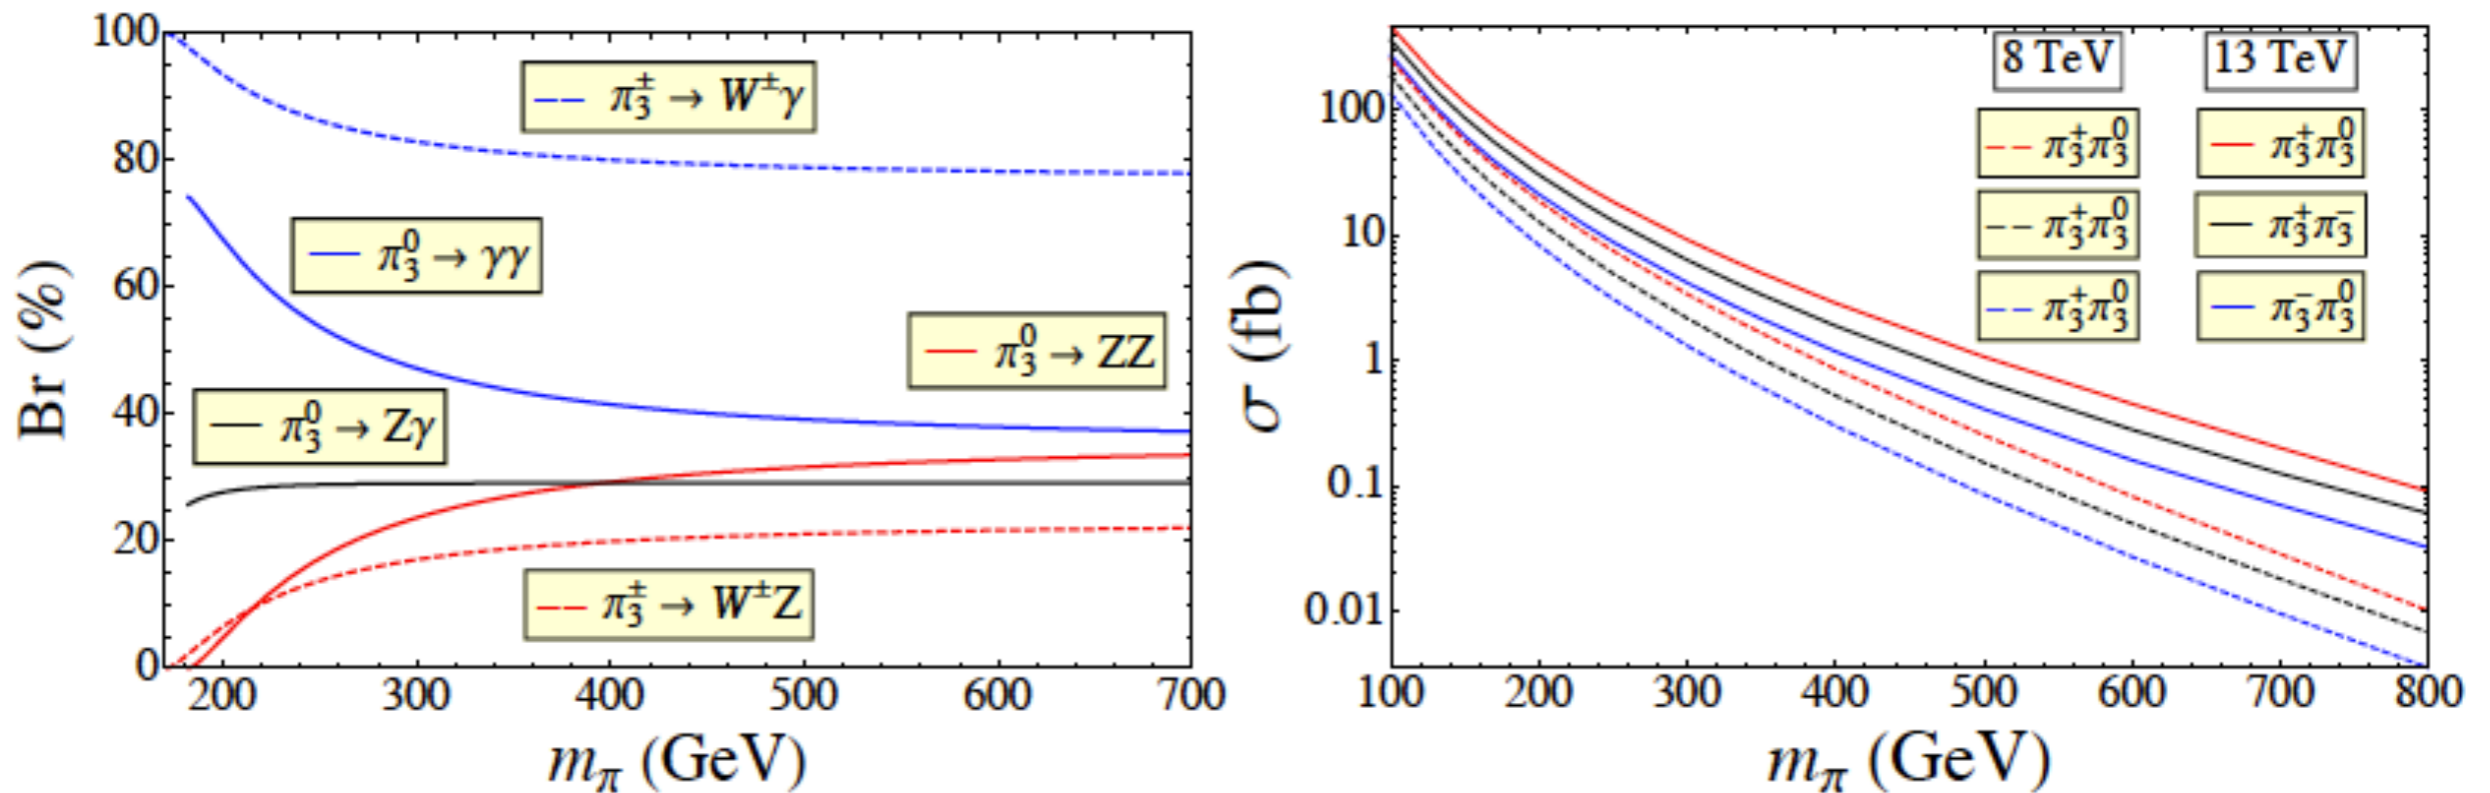 Br (%)
100
80
60
40
20
0
π₃± → W±γ
π₃⁰ → γγ
π₃⁰ → ZZ
π₃⁰ → Zγ
π₃± → W±Z
200 300 400 500 600 700
mπ (GeV)
σ (fb)
100
10
1
0.1
0.01
8 TeV 13 TeV
π₃⁺π₃⁰ π₃⁺π₃⁰
π₃⁺π₃⁰ π₃⁺π₃⁻
π₃⁺π₃⁰ π₃⁻π₃⁰
100 200 300 400 500 600 700 800
mπ (GeV)